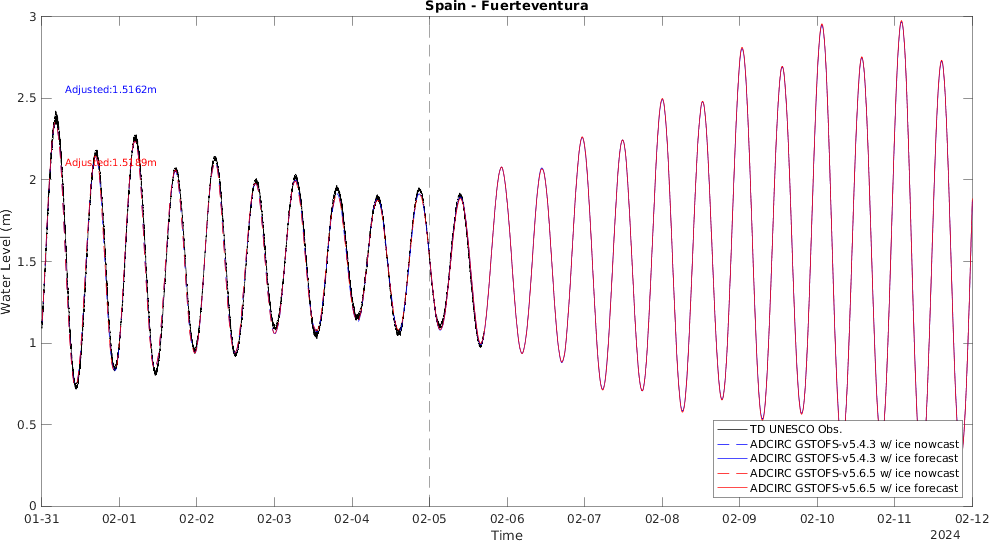 Spain - Fuerteventura
3
2.5
2
1.5
1
0.5
0
Water Level (m)
Adjusted:1.5162m
Adjusted:1.5189m
TD UNESCO Obs.
ADCIRC GSTOFS-v5.4.3 w/ ice nowcast
ADCIRC GSTOFS-v5.4.3 w/ ice forecast
ADCIRC GSTOFS-v5.6.5 w/ ice nowcast
ADCIRC GSTOFS-v5.6.5 w/ ice forecast
01-31 02-01 02-02 02-03 02-04 02-05 02-06 02-07 02-08 02-09 02-10 02-11 02-12
Time
2024